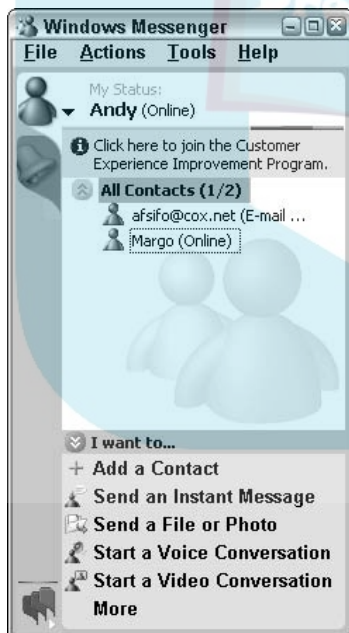 Windows Messenger
File Actions Tools Help
My Status:
Andy (Online)
Click here to join the Customer
Experience Improvement Program.
All Contacts (1/2)
afsifo@cox.net (E-mail ...
Margo (Online)
I want to...
+ Add a Contact
Send an Instant Message
Send a File or Photo
Start a Voice Conversation
Start a Video Conversation
More